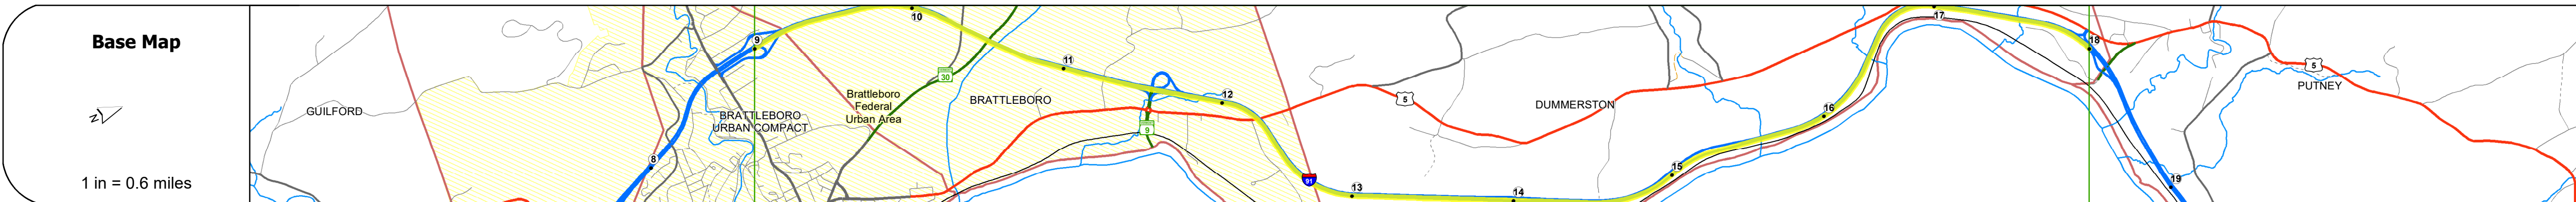 Base Map
1 in = 0.6 miles
N
GUILFORD
8
9
BRATTLEBORO
URBAN COMPACT
Brattleboro
Federal
Urban Area
10
30
BRATTLEBORO
11
9
12
91
13
5
14
DUMMERSTON
15
16
17
18
19
5
PUTNEY